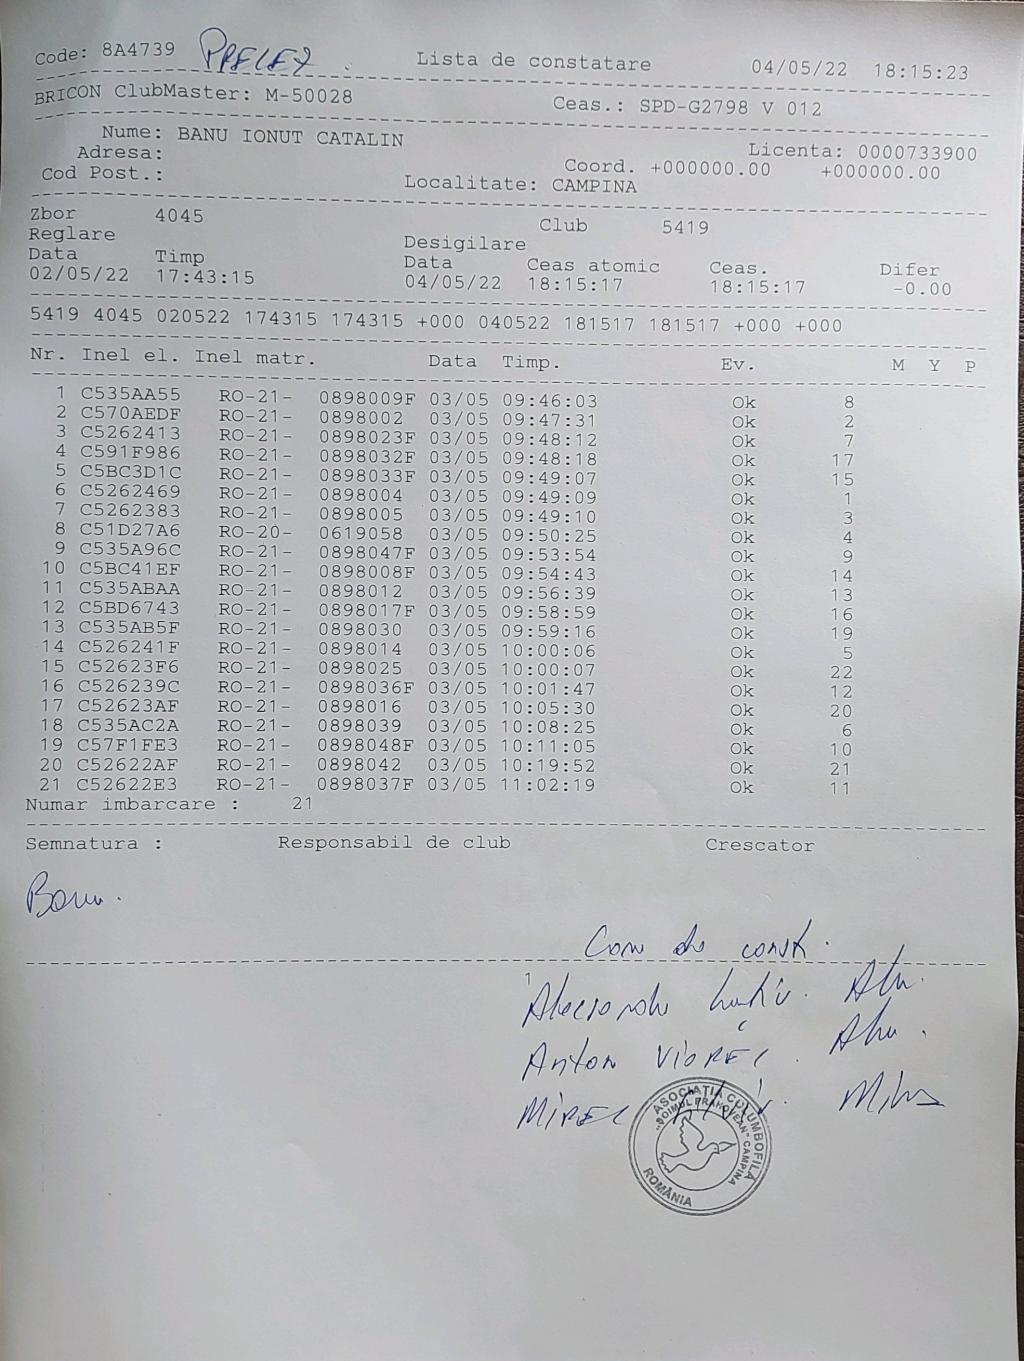 Code: 8A4739 Lista de constatare 04/05/22 18:15:23
BRICON ClubMaster: M-50028 Ceas.: SPD-G2798 V 012
Nume: BANU IONUT CATALIN Licenta: 0000733900
Adresa: Coord. +000000.00 +000000.00
Cod Post.: Localitate: CAMPINA
Zbor 4045 Club 5419
Reglare Desigilare
Data Timp Data Ceas atomic Ceas. Difer
02/05/22 17:43:15 04/05/22 18:15:17 18:15:17 -0.00
5419 4045 020522 174315 174315 +000 040522 181517 181517 +000 +000
Nr. Inel el. Inel matr. Data Timp. Ev. M Y P
1 C535AA55 RO-21- 0898009F 03/05 09:46:03 Ok 8
2 C570AEDF RO-21- 0898002 03/05 09:47:31 Ok 2
3 C5262413 RO-21- 0898023F 03/05 09:48:12 Ok 7
4 C591F986 RO-21- 0898032F 03/05 09:48:18 Ok 17
5 C5BC3D1C RO-21- 0898033F 03/05 09:49:07 Ok 15
6 C5262469 RO-21- 0898004 03/05 09:49:09 Ok 1
7 C5262383 RO-21- 0898005 03/05 09:49:10 Ok 3
8 C51D27A6 RO-20- 0619058 03/05 09:50:25 Ok 4
9 C535A96C RO-21- 0898047F 03/05 09:53:54 Ok 9
10 C5BC41EF RO-21- 0898008F 03/05 09:54:43 Ok 14
11 C535ABAA RO-21- 0898012 03/05 09:56:39 Ok 13
12 C5BD6743 RO-21- 0898017F 03/05 09:58:59 Ok 16
13 C535AB5F RO-21- 0898030 03/05 09:59:16 Ok 19
14 C526241F RO-21- 0898014 03/05 10:00:06 Ok 5
15 C52623F6 RO-21- 0898025 03/05 10:00:07 Ok 22
16 C526239C RO-21- 0898036F 03/05 10:01:47 Ok 12
17 C52623AF RO-21- 0898016 03/05 10:05:30 Ok 20
18 C535AC2A RO-21- 0898039 03/05 10:08:25 Ok 6
19 C57F1FE3 RO-21- 0898048F 03/05 10:11:05 Ok 10
20 C52622AF RO-21- 0898042 03/05 10:19:52 Ok 21
21 C52622E3 RO-21- 0898037F 03/05 11:02:19 Ok 11
Numar imbarcare : 21
Semnatura : Responsabil de club Crescator
Com de const.
Anton Viorel
ASOCIATIA COLUMBOFILA
"SOIMUL PRAHOVEAN" CAMPINA
ROMÂNIA